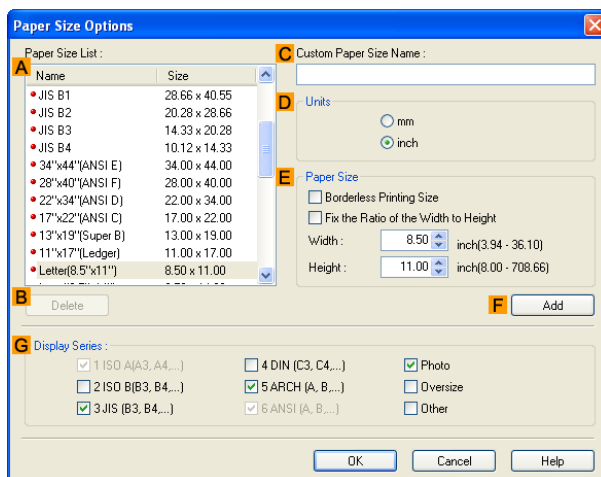 Paper Size Options
A Paper Size List :
Name Size
JIS B1 28.66 x 40.55
JIS B2 20.28 x 28.66
JIS B3 14.33 x 20.28
JIS B4 10.12 x 14.33
34"x44"(ANSI E) 34.00 x 44.00
28"x40"(ANSI F) 28.00 x 40.00
22"x34"(ANSI D) 22.00 x 34.00
17"x22"(ANSI C) 17.00 x 22.00
13"x19"(Super B) 13.00 x 19.00
11"x17"(Ledger) 11.00 x 17.00
Letter(8.5"x11") 8.50 x 11.00
B Delete
C Custom Paper Size Name :
D Units
mm
inch
E Paper Size
Borderless Printing Size
Fix the Ratio of the Width to Height
Width : 8.50 inch(3.94 - 36.10)
Height : 11.00 inch(8.00 - 708.66)
F Add
G Display Series :
1 ISO A(A3, A4,...) 4 DIN (C3, C4,...) Photo
2 ISO B(B3, B4,...) 5 ARCH (A, B,...) Oversize
3 JIS (B3, B4,...) 6 ANSI (A, B,...) Other
OK Cancel Help